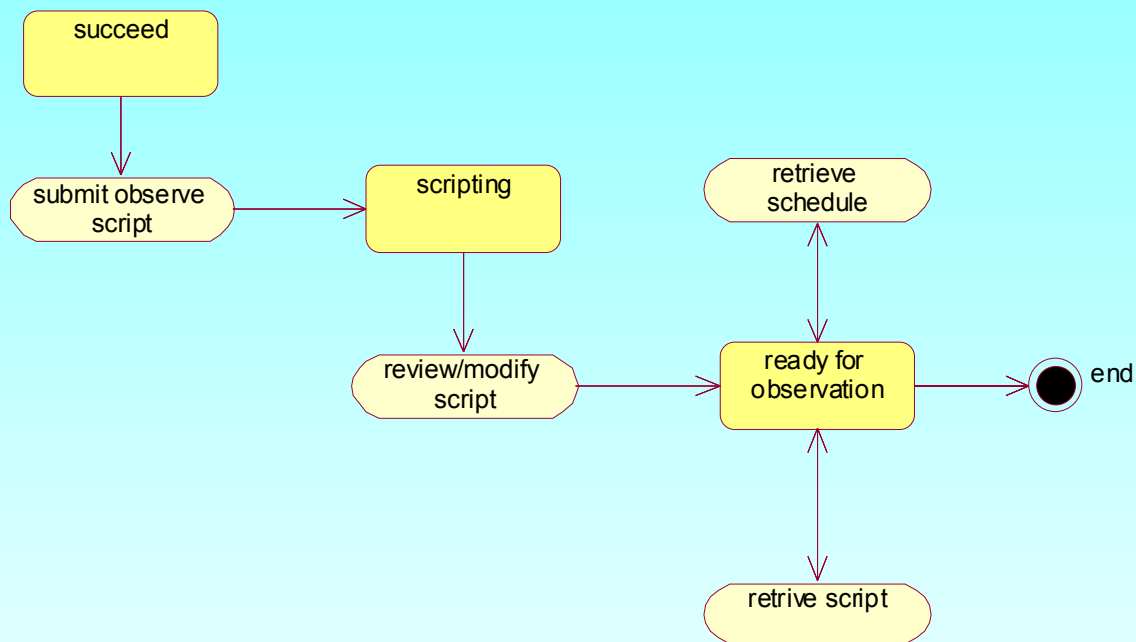 succeed
submit observe
script
scripting
retrieve
schedule
review/modify
script
ready for
observation
end
retrive script